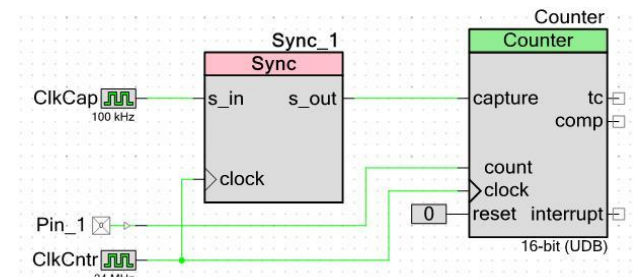 Counter
Sync_1
Counter
Sync
ClkCap
s_in
s_out
capture
tc
100 kHz
comp
count
clock
clock
Pin_1
0
reset
interrupt
ClkCntr
16-bit (UDB)